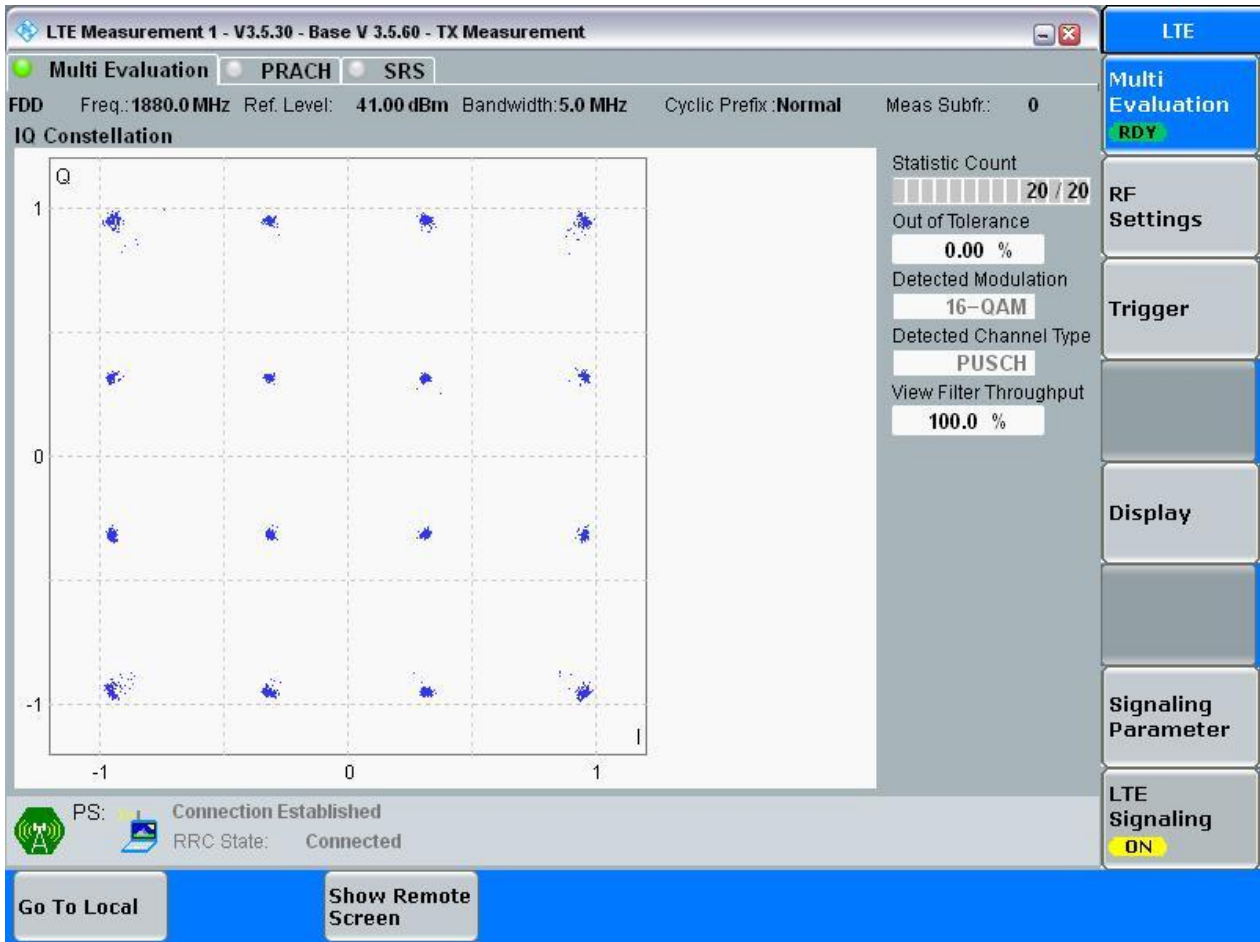 LTE Measurement 1 - V3.5.30 - Base V 3.5.60 - TX Measurement
LTE
Multi Evaluation PRACH SRS
Multi
Evaluation
RDY
FDD Freq.: 1880.0 MHz Ref. Level: 41.00 dBm Bandwidth: 5.0 MHz Cyclic Prefix : Normal Meas Subfr.: 0
IQ Constellation
Q
1
0
-1
-1 0 1
I
Statistic Count
20 / 20
Out of Tolerance
0.00 %
Detected Modulation
16-QAM
Detected Channel Type
PUSCH
View Filter Throughput
100.0 %
RF
Settings
Trigger
Display
Signaling
Parameter
LTE
Signaling
ON
PS: Connection Established
RRC State: Connected
Go To Local
Show Remote
Screen